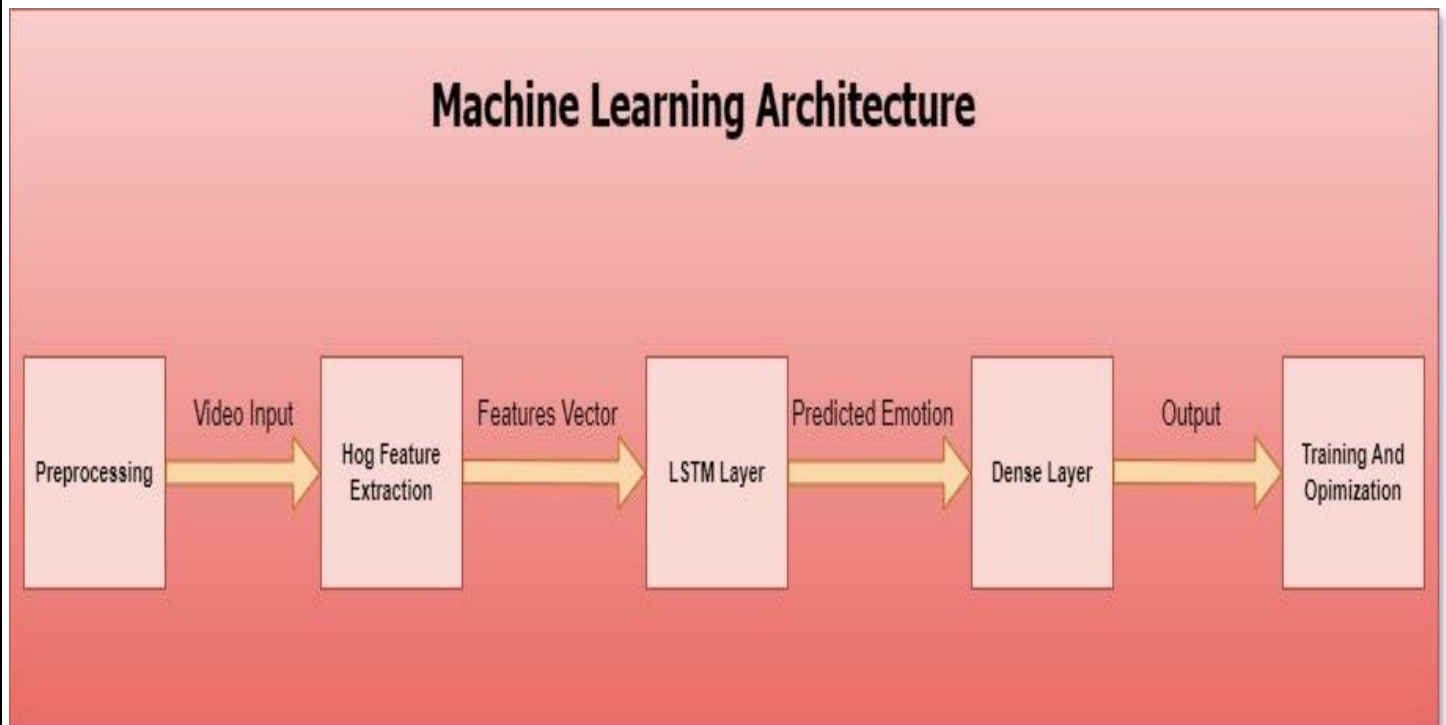 Machine Learning Architecture
Preprocessing
Video Input
Hog Feature
Extraction
Features Vector
LSTM Layer
Predicted Emotion
Dense Layer
Output
Training And
Opimization